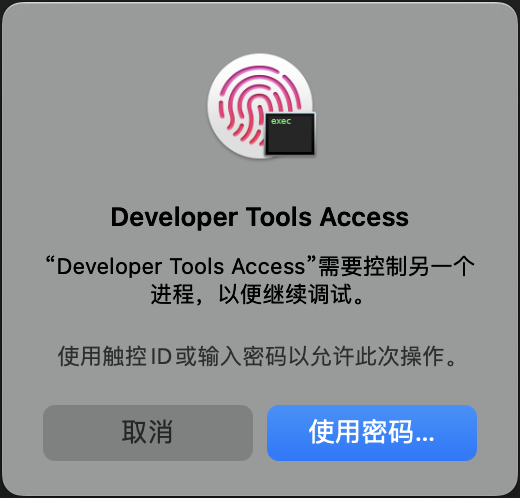 exec
Developer Tools Access
“Developer Tools Access”需要控制另一个
进程，以便继续调试。
使用触控 ID 或输入密码以允许此次操作。
取消
使用密码...